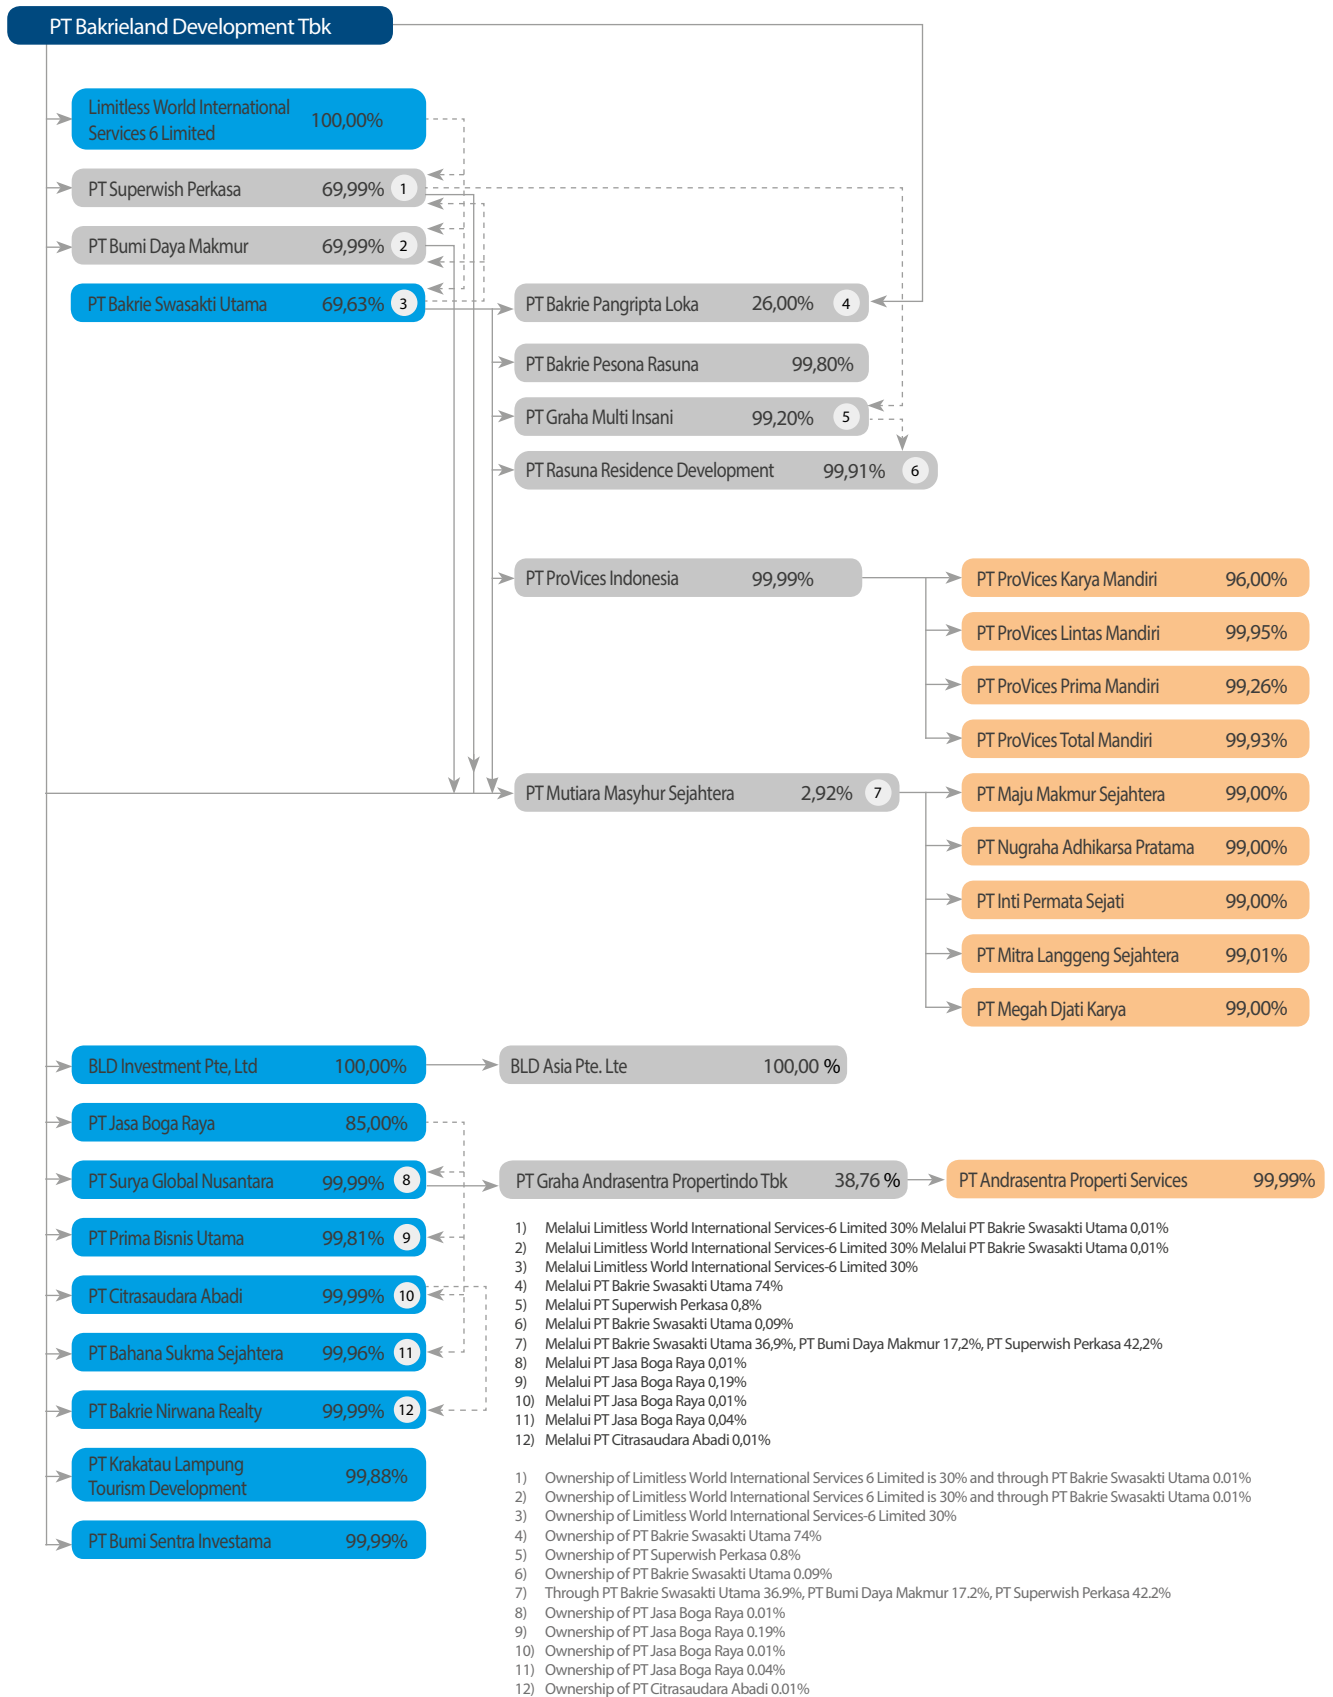 PT Bakrieland Development Tbk
Limitless World International
Services 6 Limited
100,00%
PT Superwish Perkasa 69,99% 1
PT Bumi Daya Makmur 69,99% 2
PT Bakrie Swasakti Utama 69,63% 3
PT Bakrie Pangripta Loka 26,00% 4
PT Bakrie Pesona Rasuna 99,80%
PT Graha Multi Insani 99,20% 5
PT Rasuna Residence Development 99,91% 6
PT ProVices Indonesia 99,99%
PT ProVices Karya Mandiri 96,00%
PT ProVices Lintas Mandiri 99,95%
PT ProVices Prima Mandiri 99,26%
PT ProVices Total Mandiri 99,93%
PT Mutiara Masyhur Sejahtera 2,92% 7
PT Maju Makmur Sejahtera 99,00%
PT Nugraha Adhikarsa Pratama 99,00%
PT Inti Permata Sejati 99,00%
PT Mitra Langgeng Sejahtera 99,01%
PT Megah Djati Karya 99,00%
BLD Investment Pte, Ltd 100,00%
BLD Asia Pte. Lte 100,00 %
PT Jasa Boga Raya 85,00%
PT Surya Global Nusantara 99,99% 8
PT Graha Andrasentra Propertindo Tbk 38,76 %
PT Andrasentra Properti Services 99,99%
PT Prima Bisnis Utama 99,81% 9
PT Citrasaudara Abadi 99,99% 10
PT Bahana Sukma Sejahtera 99,96% 11
PT Bakrie Nirwana Realty 99,99% 12
PT Krakatau Lampung
Tourism Development
99,88%
PT Bumi Sentra Investama 99,99%
1) Melalui Limitless World International Services-6 Limited 30% Melalui PT Bakrie Swasakti Utama 0,01%
2) Melalui Limitless World International Services-6 Limited 30% Melalui PT Bakrie Swasakti Utama 0,01%
3) Melalui Limitless World International Services-6 Limited 30%
4) Melalui PT Bakrie Swasakti Utama 74%
5) Melalui PT Superwish Perkasa 0,8%
6) Melalui PT Bakrie Swasakti Utama 0,09%
7) Melalui PT Bakrie Swasakti Utama 36,9%, PT Bumi Daya Makmur 17,2%, PT Superwish Perkasa 42,2%
8) Melalui PT Jasa Boga Raya 0,01%
9) Melalui PT Jasa Boga Raya 0,19%
10) Melalui PT Jasa Boga Raya 0,01%
11) Melalui PT Jasa Boga Raya 0,04%
12) Melalui PT Citrasaudara Abadi 0,01%
1) Ownership of Limitless World International Services 6 Limited is 30% and through PT Bakrie Swasakti Utama 0.01%
2) Ownership of Limitless World International Services 6 Limited is 30% and through PT Bakrie Swasakti Utama 0.01%
3) Ownership of Limitless World International Services-6 Limited 30%
4) Ownership of PT Bakrie Swasakti Utama 74%
5) Ownership of PT Superwish Perkasa 0.8%
6) Ownership of PT Bakrie Swasakti Utama 0.09%
7) Through PT Bakrie Swasakti Utama 36.9%, PT Bumi Daya Makmur 17.2%, PT Superwish Perkasa 42.2%
8) Ownership of PT Jasa Boga Raya 0.01%
9) Ownership of PT Jasa Boga Raya 0.19%
10) Ownership of PT Jasa Boga Raya 0.01%
11) Ownership of PT Jasa Boga Raya 0.04%
12) Ownership of PT Citrasaudara Abadi 0.01%